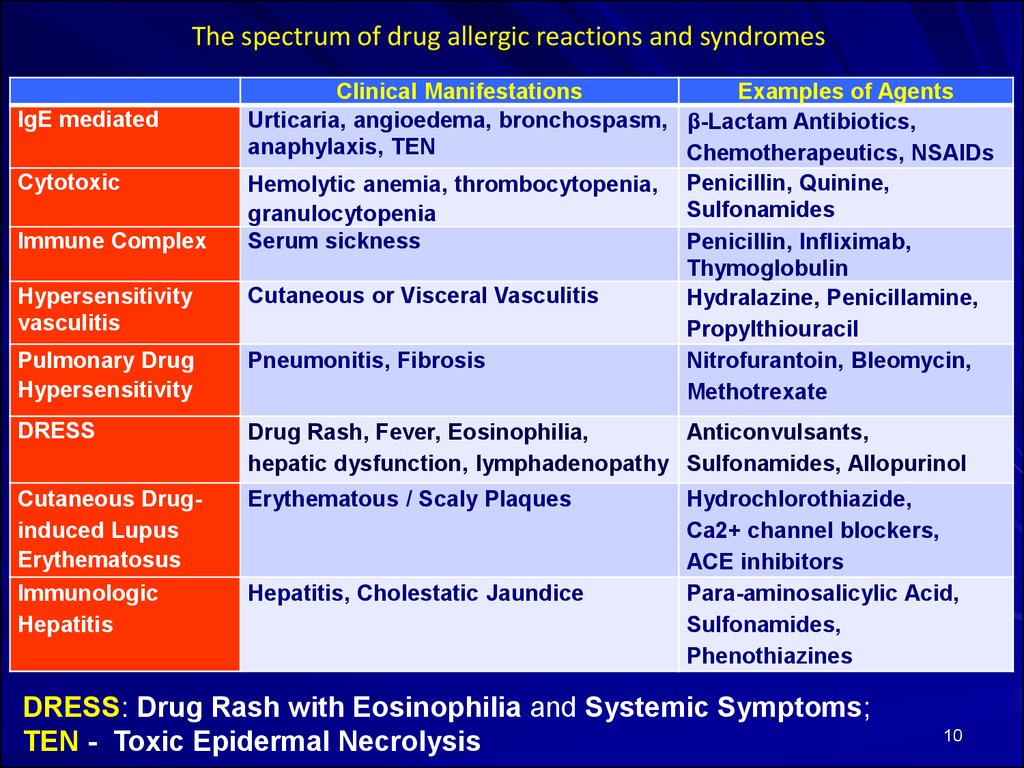 The spectrum of drug allergic reactions and syndromes
Clinical Manifestations
Examples of Agents
IgE mediated
Urticaria, angioedema, bronchospasm,
anaphylaxis, TEN
β-Lactam Antibiotics,
Chemotherapeutics, NSAIDs
Cytotoxic
Hemolytic anemia, thrombocytopenia,
granulocytopenia
Penicillin, Quinine,
Sulfonamides
Immune Complex
Serum sickness
Penicillin, Infliximab,
Thymoglobulin
Hypersensitivity
vasculitis
Cutaneous or Visceral Vasculitis
Hydralazine, Penicillamine,
Propylthiouracil
Pulmonary Drug
Hypersensitivity
Pneumonitis, Fibrosis
Nitrofurantoin, Bleomycin,
Methotrexate
DRESS
Drug Rash, Fever, Eosinophilia,
hepatic dysfunction, lymphadenopathy
Anticonvulsants,
Sulfonamides, Allopurinol
Cutaneous Drug-
induced Lupus
Erythematosus
Erythematous / Scaly Plaques
Hydrochlorothiazide,
Ca2+ channel blockers,
ACE inhibitors
Immunologic
Hepatitis
Hepatitis, Cholestatic Jaundice
Para-aminosalicylic Acid,
Sulfonamides,
Phenothiazines
DRESS: Drug Rash with Eosinophilia and Systemic Symptoms;
TEN - Toxic Epidermal Necrolysis
10